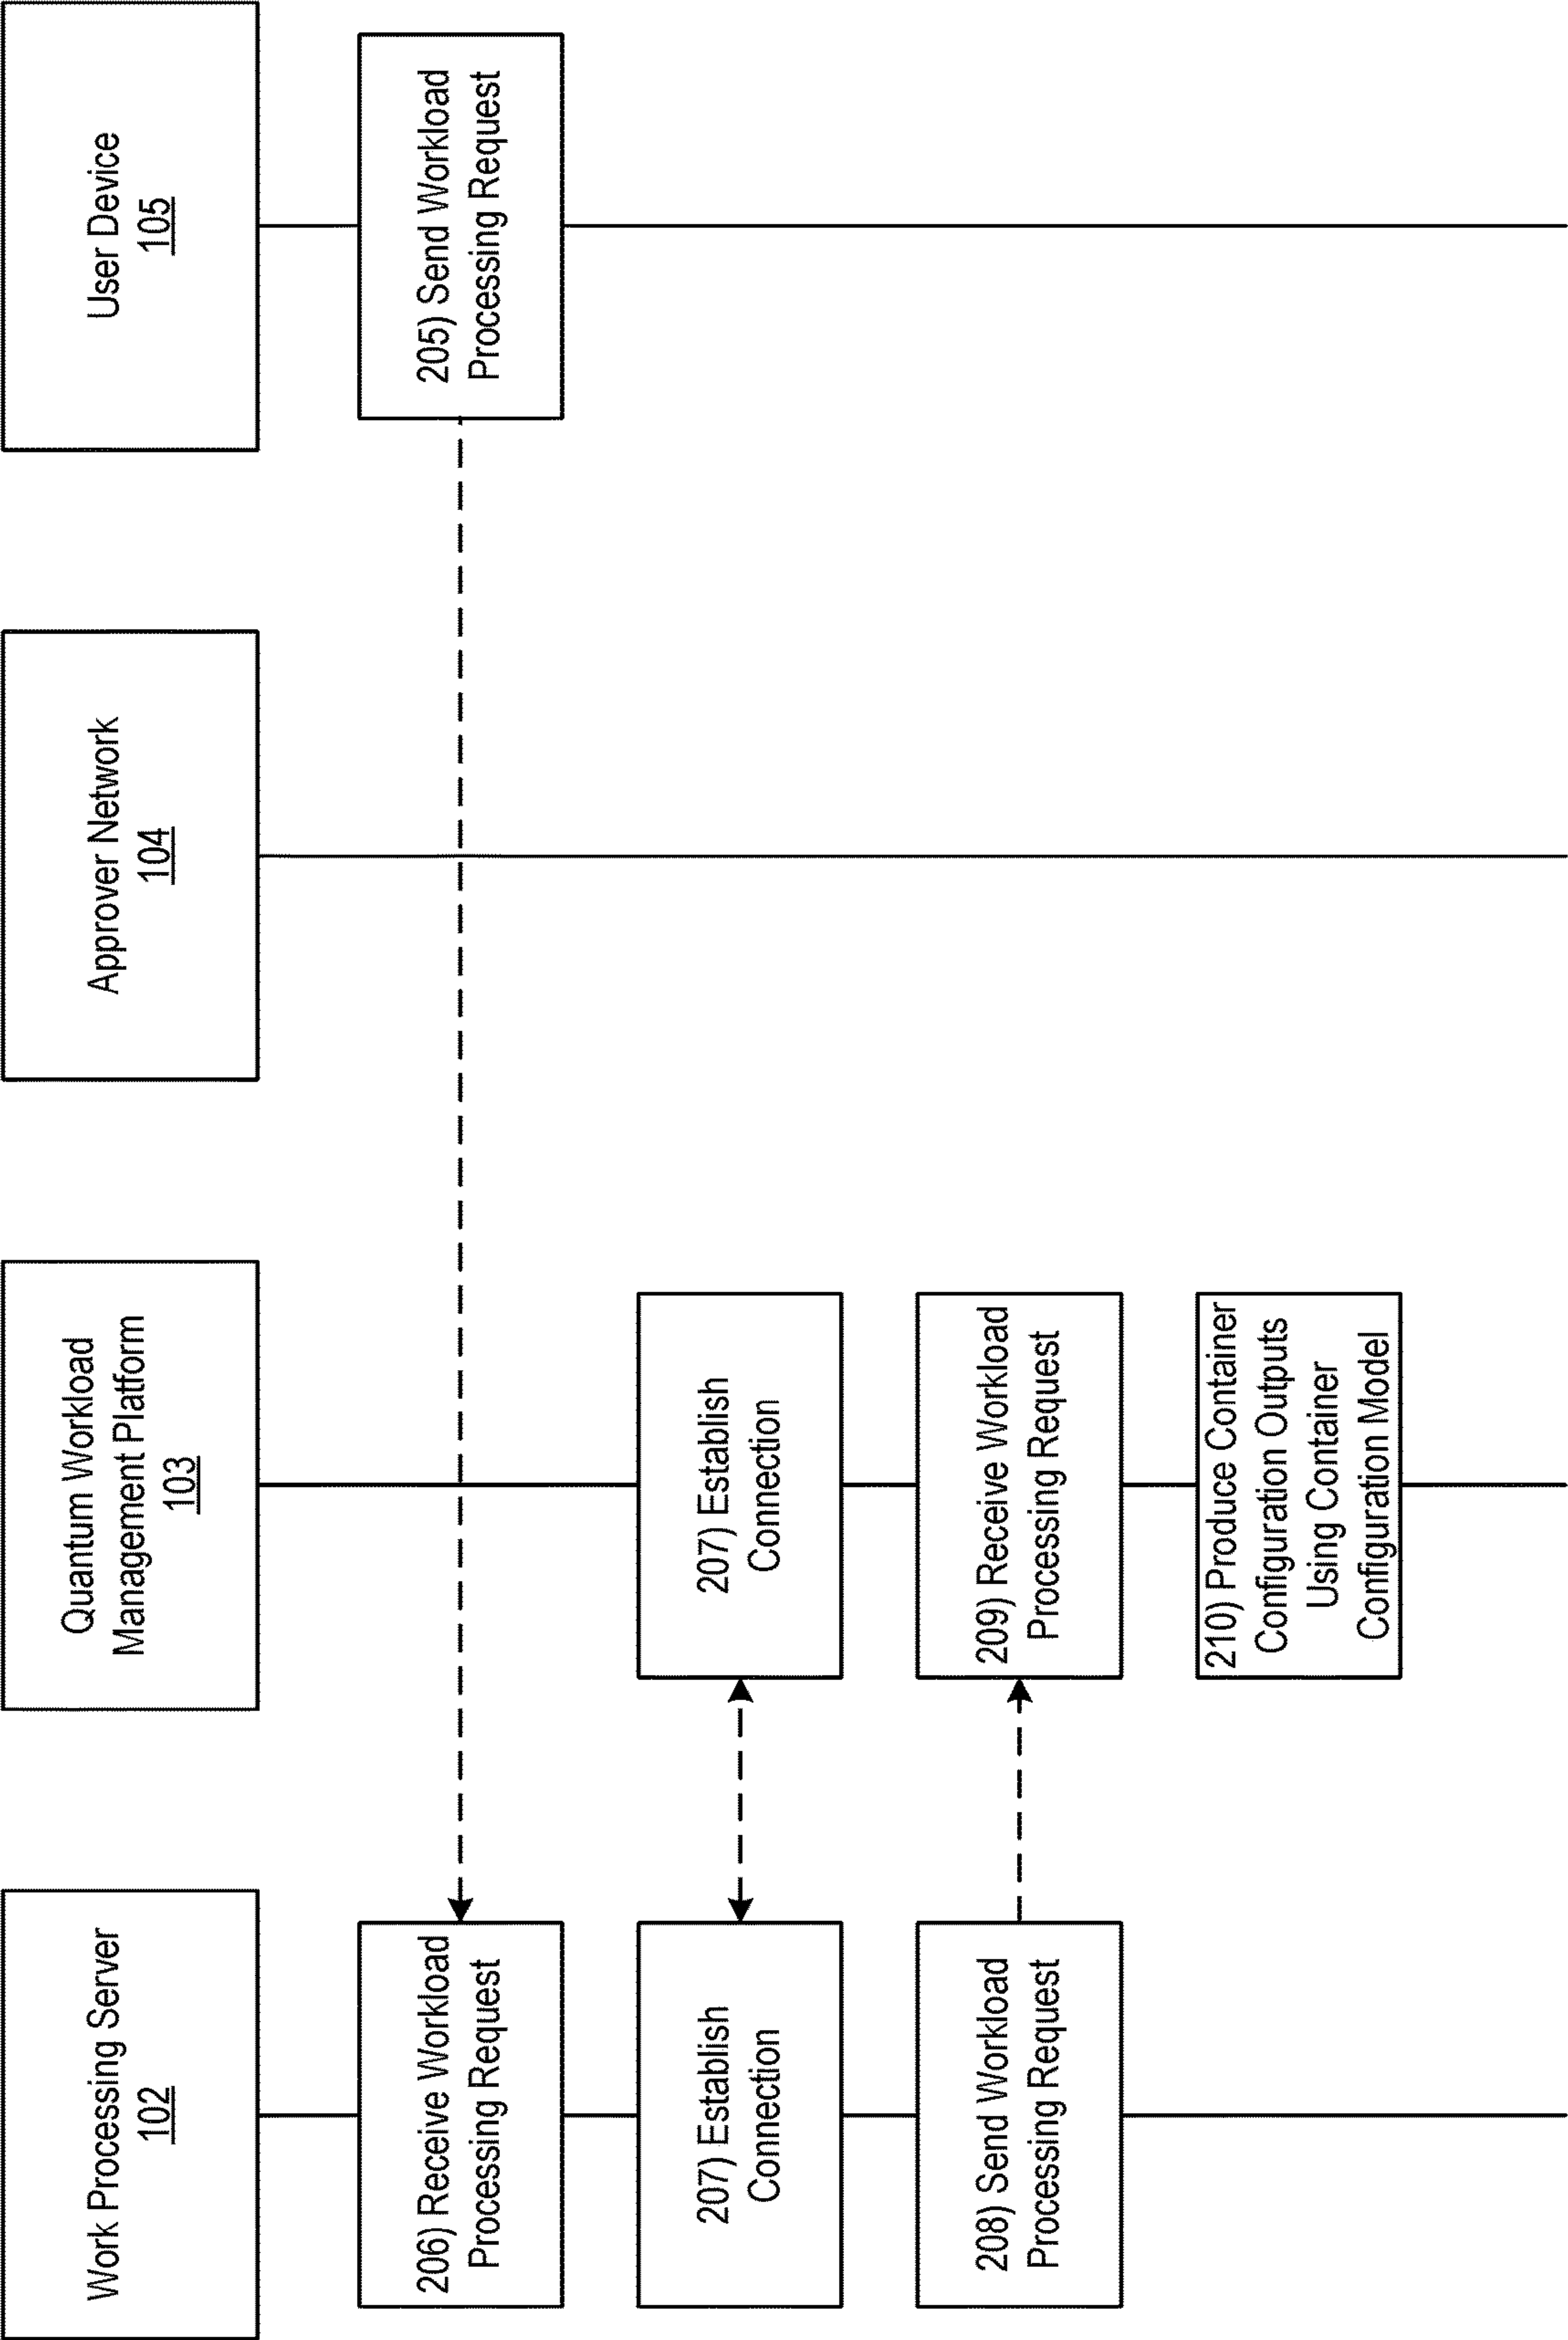 Work Processing Server
102
Quantum Workload
Management Platform
103
Approver Network
104
User Device
105
205) Send Workload
Processing Request
206) Receive Workload
Processing Request
207) Establish
Connection
207) Establish
Connection
208) Send Workload
Processing Request
209) Receive Workload
Processing Request
210) Produce Container
Configuration Outputs
Using Container
Configuration Model